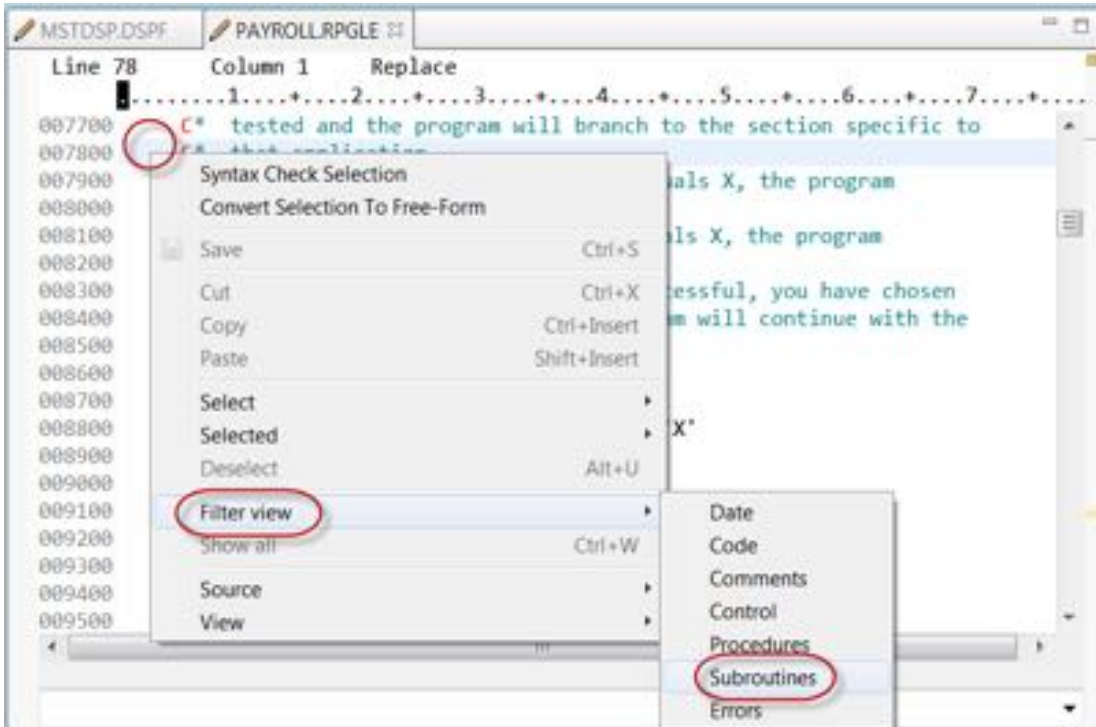 MSTDSP.DSPF PAYROLL.RPGLE
Line 78 Column 1 Replace
.........1....+....2....+....3....+....4....+....5....+....6....+....7....+....
007700 C* tested and the program will branch to the section specific to
007800 C* that application.
007900 als X, the program
008000
008100 ls X, the program
008200
008300 essful, you have chosen
008400 m will continue with the
008500
008600
008700
008800 X'
008900
009000
009100
009200
009300
009400
009500
Syntax Check Selection
Convert Selection To Free-Form
Save Ctrl+S
Cut Ctrl+X
Copy Ctrl+Insert
Paste Shift+Insert
Select
Selected
Deselect Alt+U
Filter view
Show all Ctrl+W
Source
View
Date
Code
Comments
Control
Procedures
Subroutines
Errors